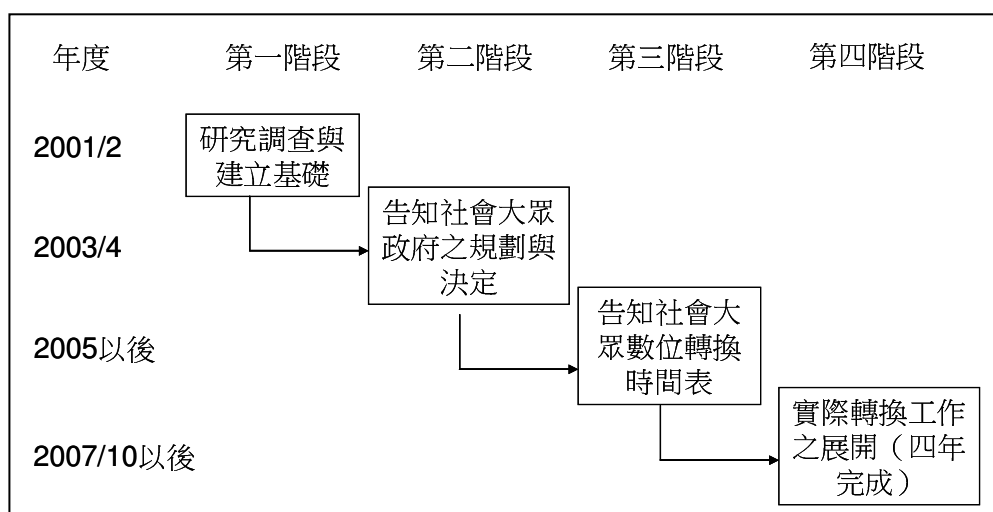 年度 第一階段 第二階段 第三階段 第四階段
2001/2
研究調查與
建立基礎
2003/4
告知社會大眾
政府之規劃與
決定
2005以後
告知社會大
眾數位轉換
時間表
2007/10以後
實際轉換工作
之展開（四年
完成）